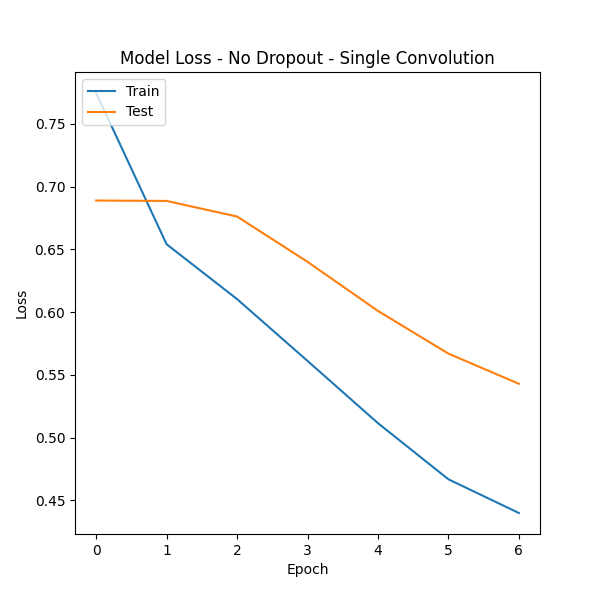 Model Loss - No Dropout - Single Convolution
Train
Test
0.75
0.70
0.65
0.60
0.55
0.50
0.45
Loss
0 1 2 3 4 5 6
Epoch